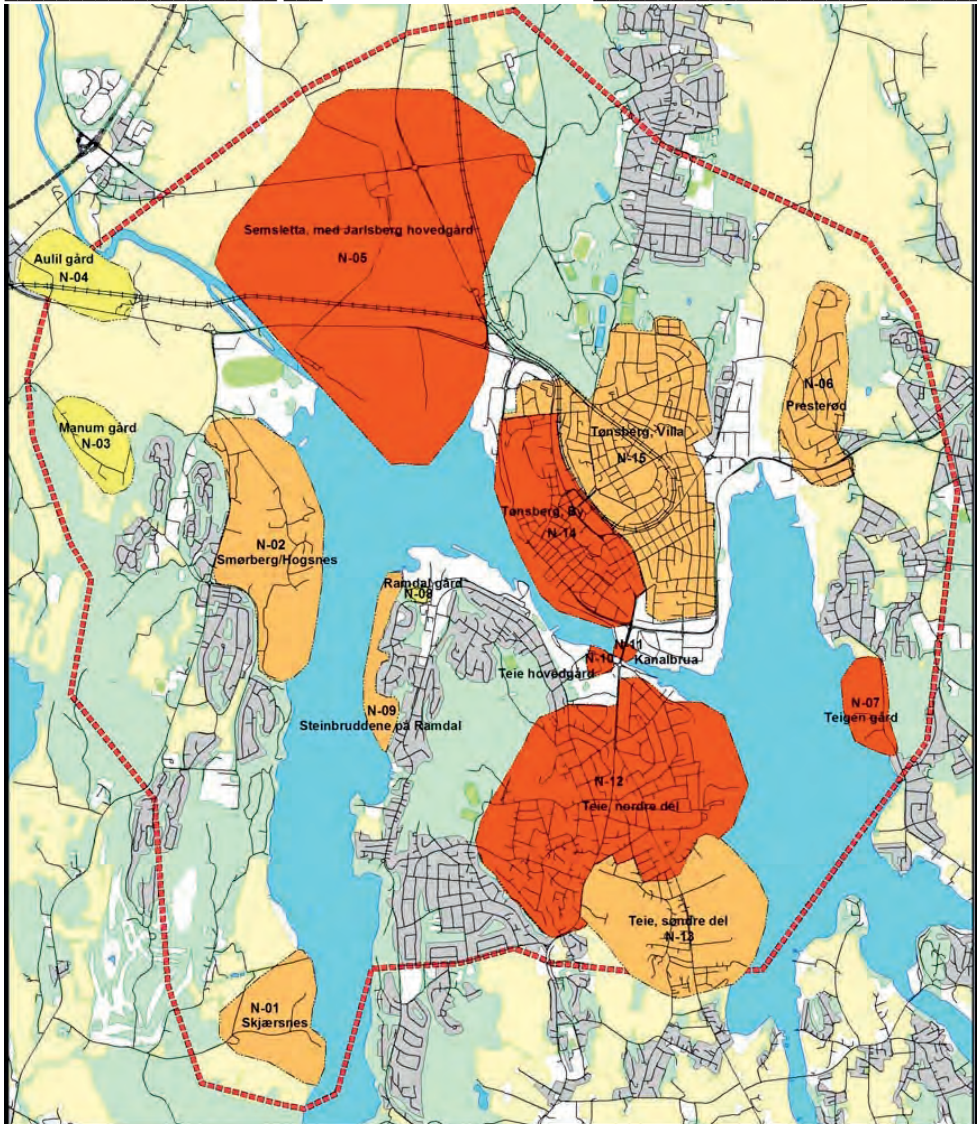 Semsletta, med Jarlsberg hovedgård
N-05
Aulil gård
N-04
N-06
Presterød
Manum gård
N-03
Tønsberg, Villa
N-15
Tønsberg, By
N-14
N-02
Smørberg/Hogsnes
Ramdal gård
N-08
N-11
N-10
Kanalbrua
Teie hovedgård
N-07
Teigen gård
N-09
Steinbruddene på Ramdal
N-12
Teie, nordre del
Teie, søndre del
N-13
N-01
Skjærsnes